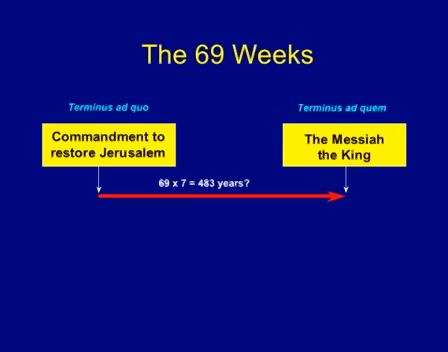 The 69 Weeks
Terminus ad quo
Terminus ad quem
Commandment to
restore Jerusalem
The Messiah
the King
69 x 7 = 483 years?